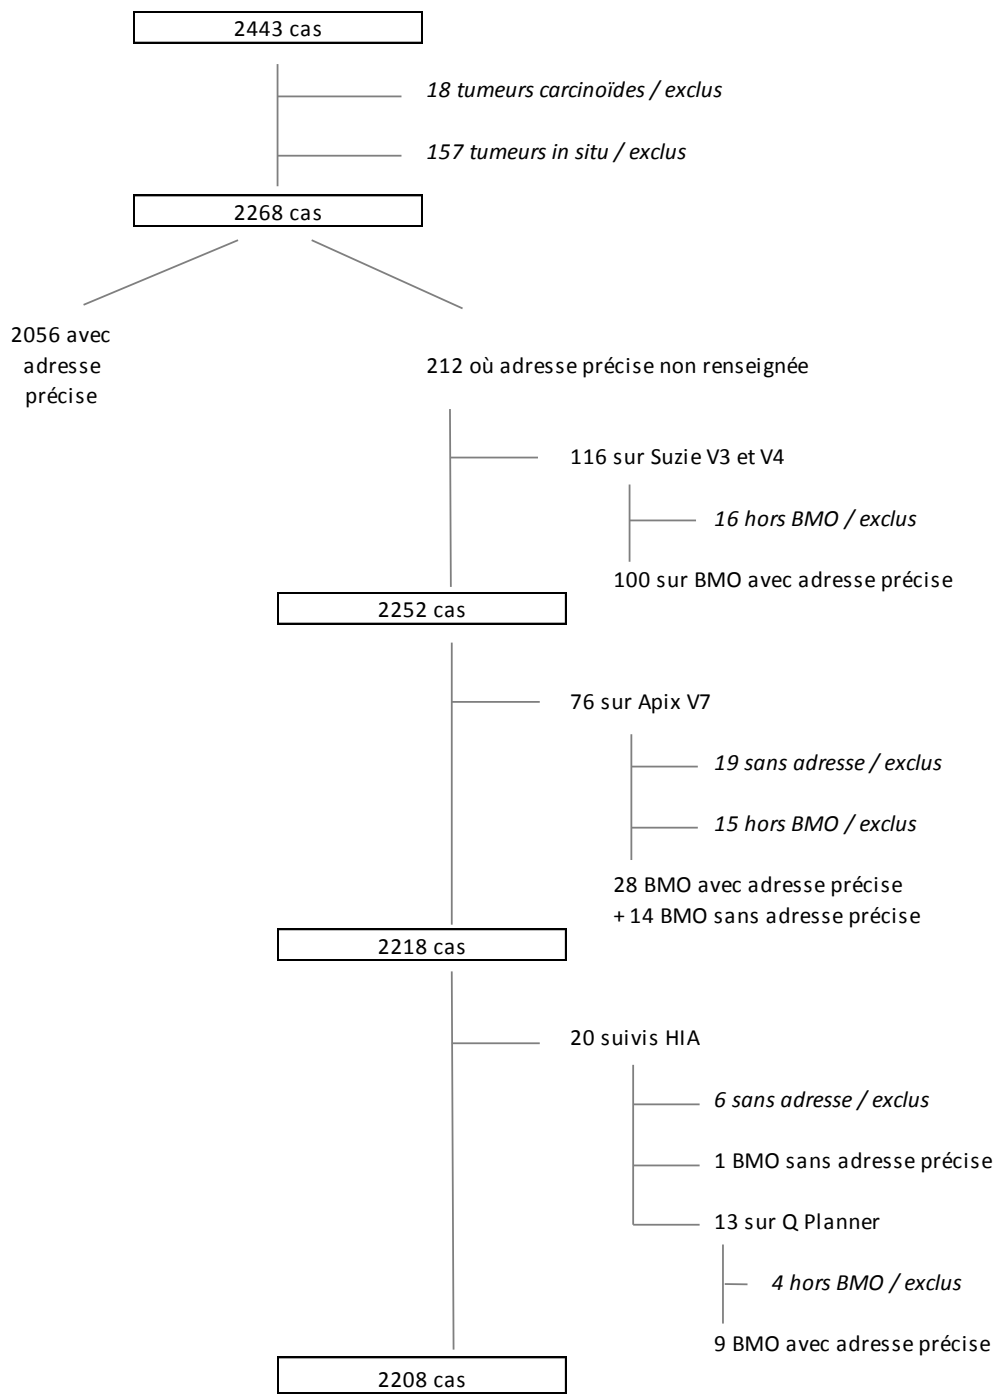 2443 cas
18 tumeurs carcinoïdes / exclus
157 tumeurs in situ / exclus
2268 cas
2056 avec
adresse
précise
212 où adresse précise non renseignée
116 sur Suzie V3 et V4
16 hors BMO / exclus
100 sur BMO avec adresse précise
2252 cas
76 sur Apix V7
19 sans adresse / exclus
15 hors BMO / exclus
28 BMO avec adresse précise
+ 14 BMO sans adresse précise
2218 cas
20 suivis HIA
6 sans adresse / exclus
1 BMO sans adresse précise
13 sur Q Planner
4 hors BMO / exclus
9 BMO avec adresse précise
2208 cas